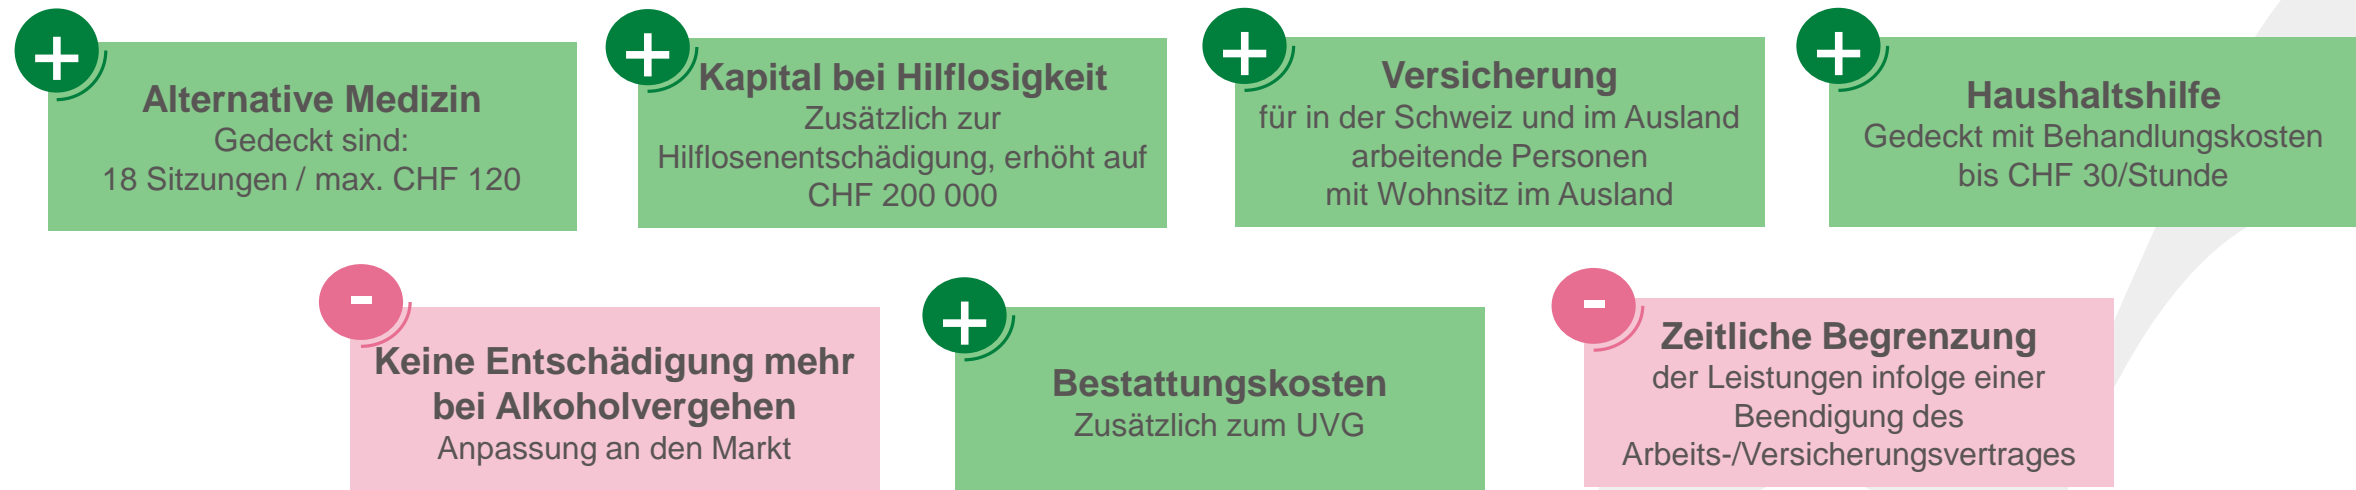 +
Alternative Medizin
Gedeckt sind:
18 Sitzungen / max. CHF 120
+
Kapital bei Hilflosigkeit
Zusätzlich zur
Hilflosenentschädigung, erhöht auf
CHF 200 000
+
Versicherung
für in der Schweiz und im Ausland
arbeitende Personen
mit Wohnsitz im Ausland
+
Haushaltshilfe
Gedeckt mit Behandlungskosten
bis CHF 30/Stunde
-
Keine Entschädigung mehr
bei Alkoholvergehen
Anpassung an den Markt
+
Bestattungskosten
Zusätzlich zum UVG
-
Zeitliche Begrenzung
der Leistungen infolge einer
Beendigung des
Arbeits-/Versicherungsvertrages